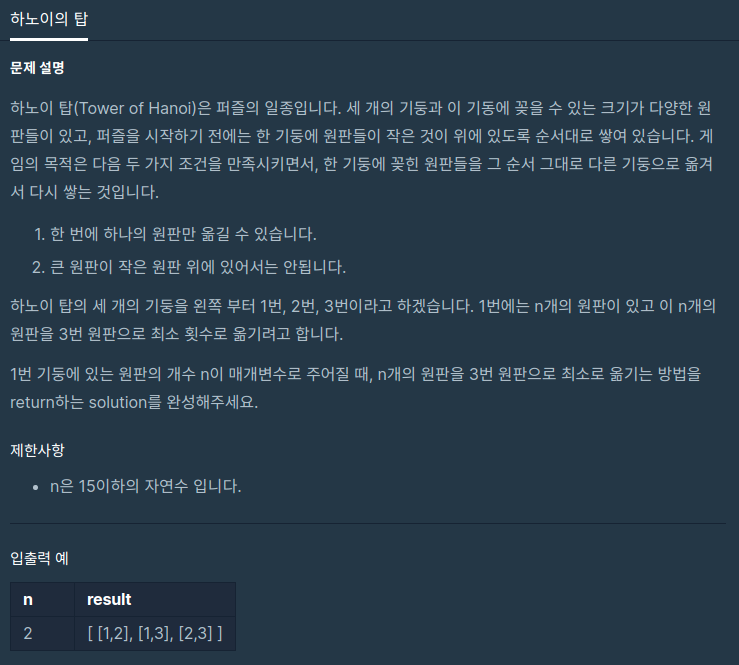 하노이의 탑
문제 설명
하노이 탑(Tower of Hanoi)은 퍼즐의 일종입니다. 세 개의 기둥과 이 기동에 꽂을 수 있는 크기가 다양한 원
판들이 있고, 퍼즐을 시작하기 전에는 한 기둥에 원판들이 작은 것이 위에 있도록 순서대로 쌓여 있습니다. 게
임의 목적은 다음 두 가지 조건을 만족시키면서, 한 기둥에 꽂힌 원판들을 그 순서 그대로 다른 기둥으로 옮겨
서 다시 쌓는 것입니다.
1. 한 번에 하나의 원판만 옮길 수 있습니다.
2. 큰 원판이 작은 원판 위에 있어서는 안됩니다.
하노이 탑의 세 개의 기둥을 왼쪽 부터 1번, 2번, 3번이라고 하겠습니다. 1번에는 n개의 원판이 있고 이 n개의
원판을 3번 원판으로 최소 횟수로 옮기려고 합니다.
1번 기둥에 있는 원판의 개수 n이 매개변수로 주어질 때, n개의 원판을 3번 원판으로 최소로 옮기는 방법을
return하는 solution를 완성해주세요.
제한사항
• n은 15이하의 자연수 입니다.
입출력 예
n result
2 [ [1,2], [1,3], [2,3] ]